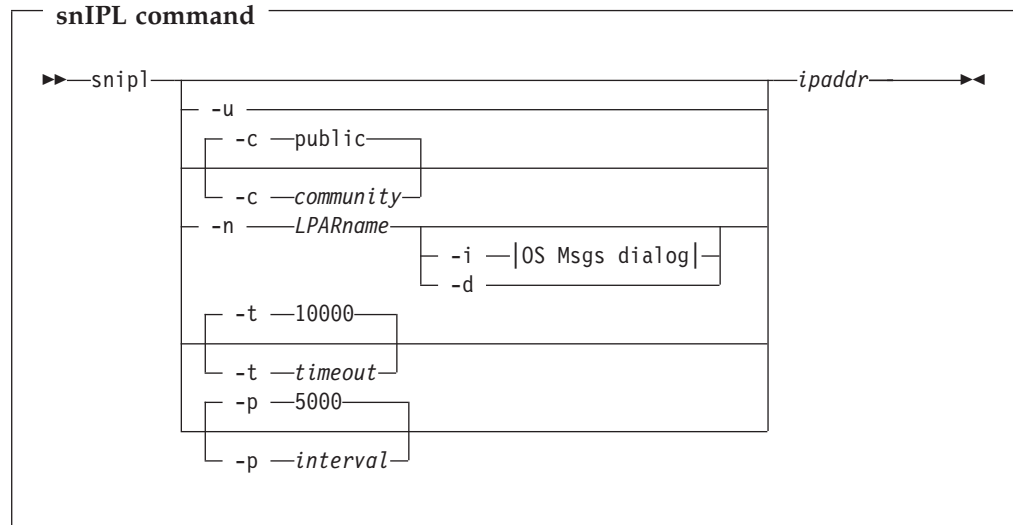 snIPL command
snipl ipaddr
-u
-c public
-c community
-n LPARname
-i OS Msgs dialog
-d
-t 10000
-t timeout
-p 5000
-p interval